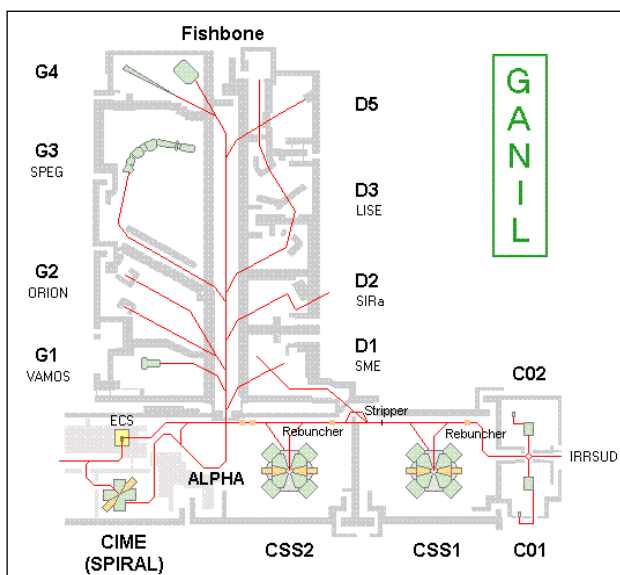 Fishbone
G4
D5
GANIL
G3
SPEG
D3
LISE
G2
ORION
D2
SIRa
G1
VAMOS
D1
SME
C02
ECS
Stripper
Rebuncher
Rebuncher
IRRSUD
ALPHA
CIME
(SPIRAL)
CSS2
CSS1
C01